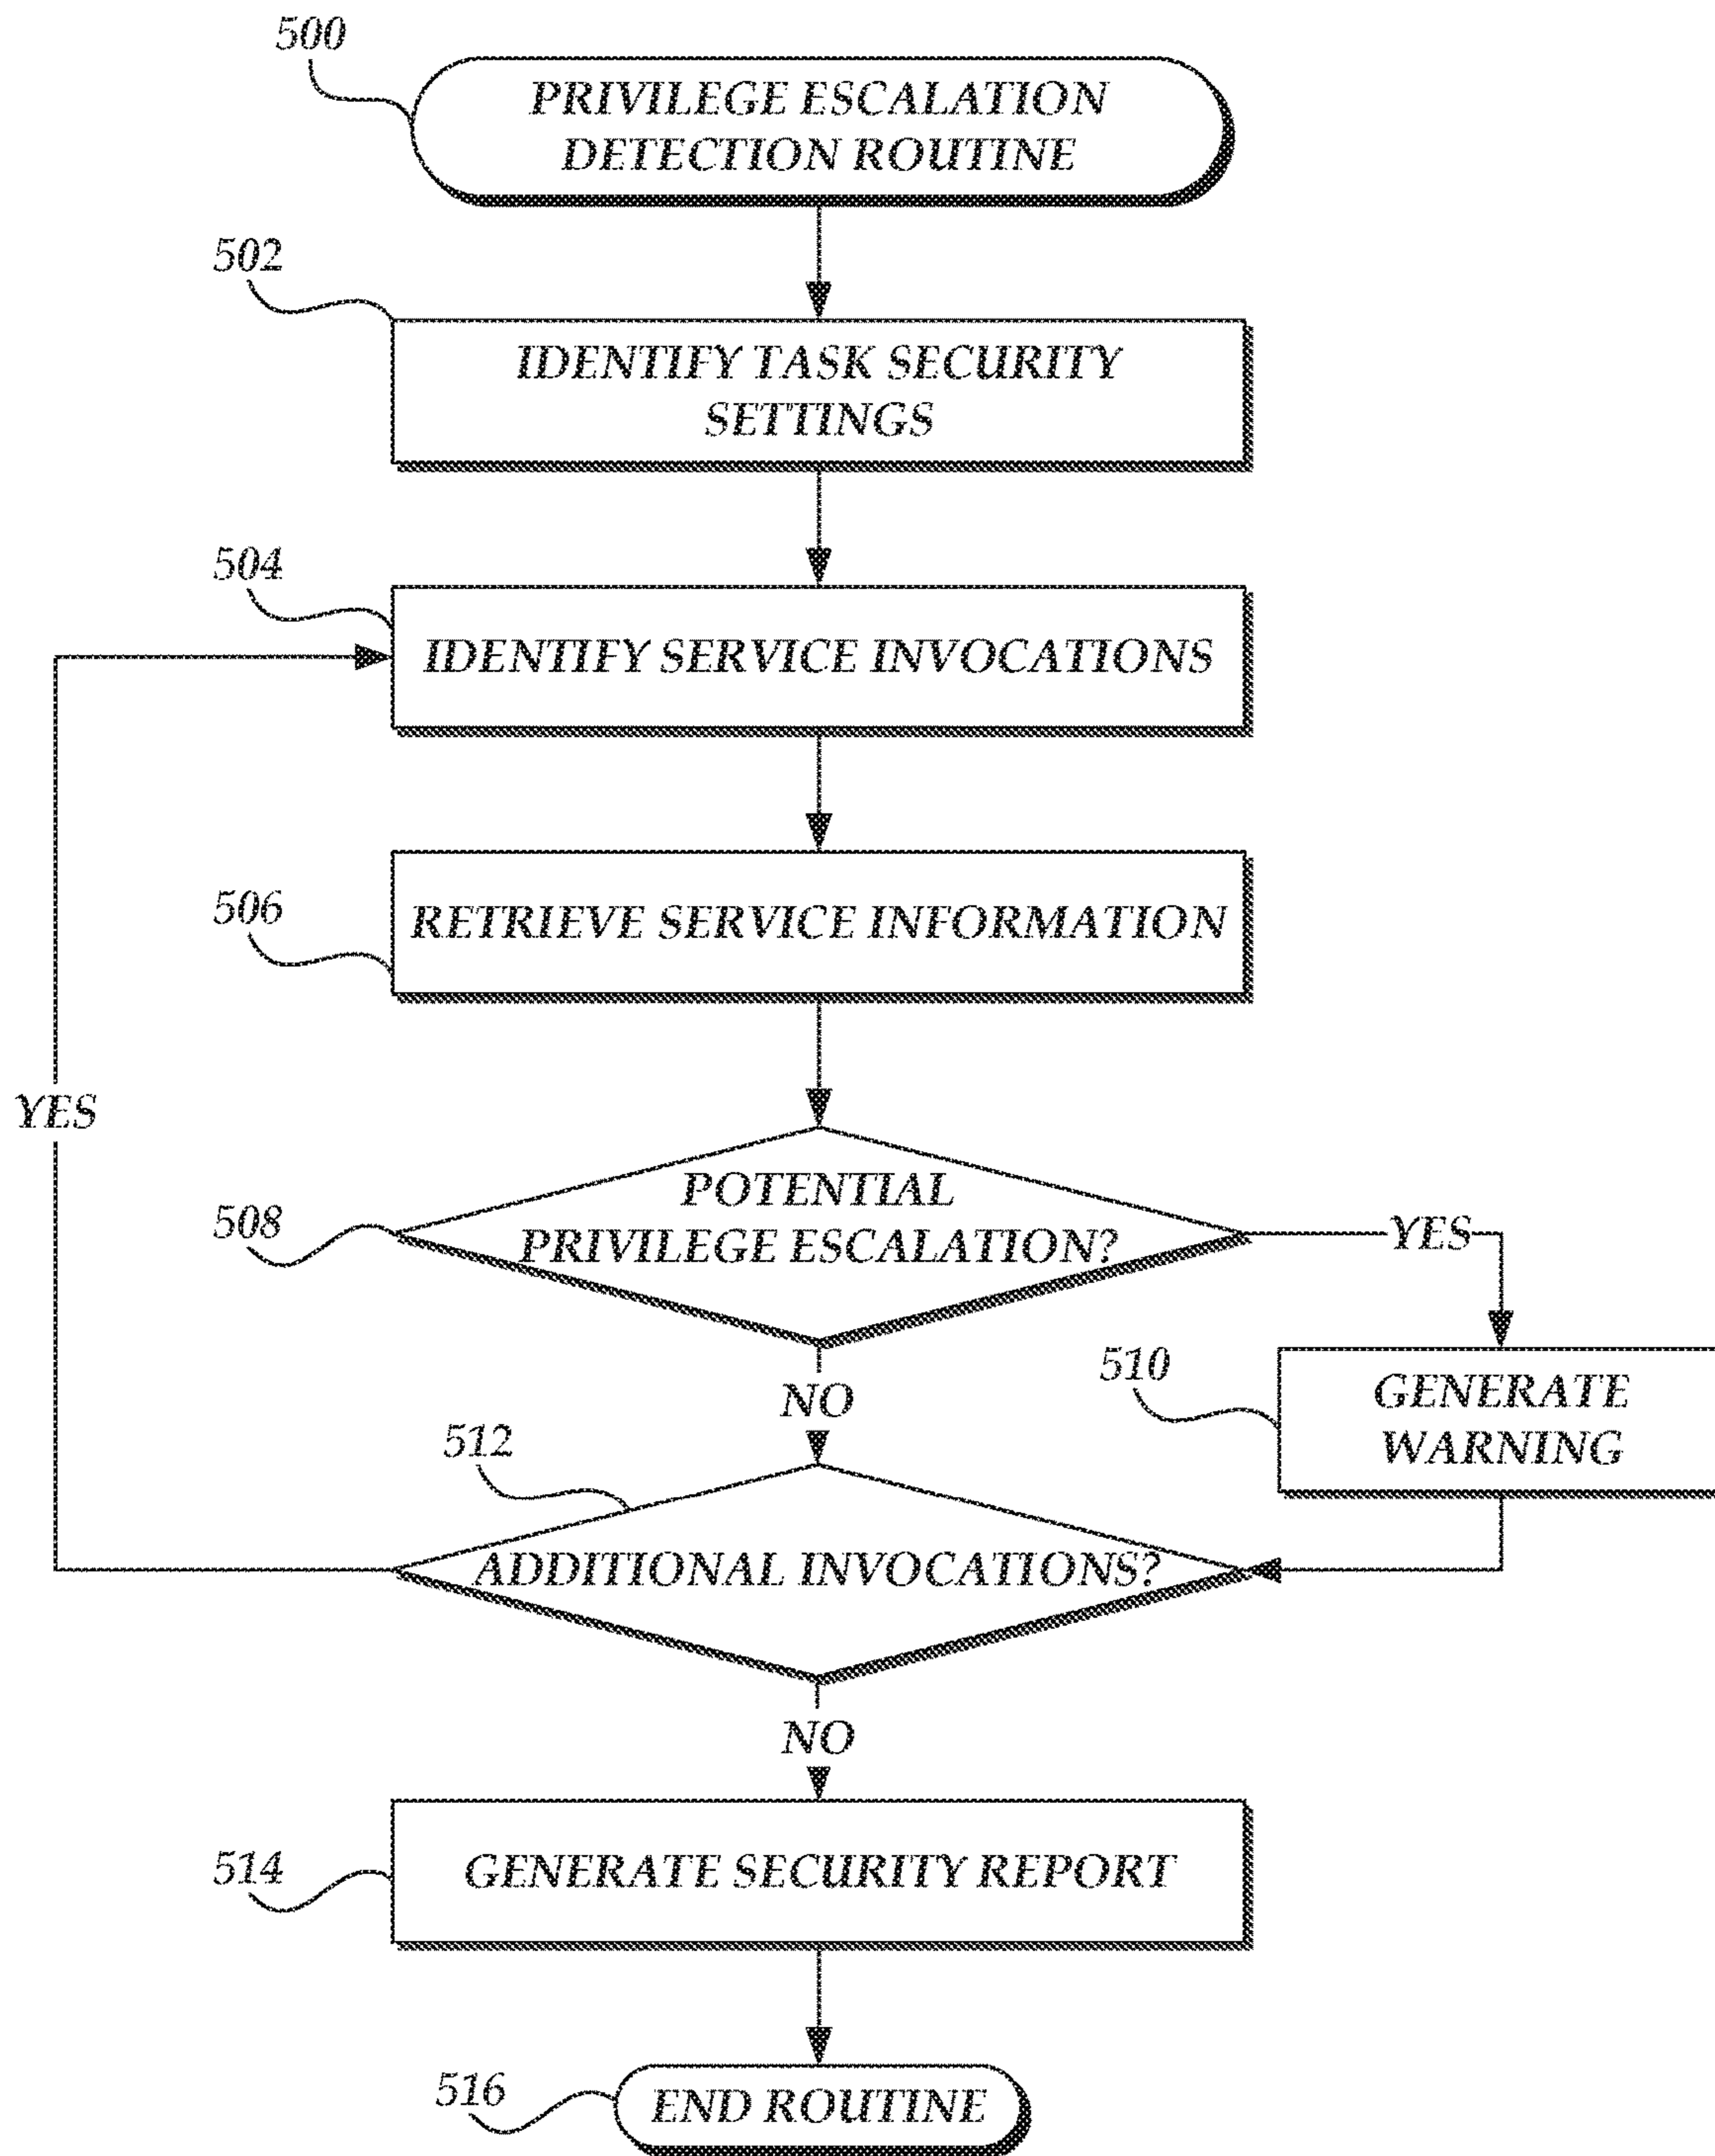 500
PRIVILEGE ESCALATION
DETECTION ROUTINE
502
IDENTIFY TASK SECURITY
SETTINGS
504
IDENTIFY SERVICE INVOCATIONS
506
RETRIEVE SERVICE INFORMATION
YES
508
POTENTIAL
PRIVILEGE ESCALATION?
YES
510
GENERATE
WARNING
NO
512
ADDITIONAL INVOCATIONS?
NO
514
GENERATE SECURITY REPORT
516
END ROUTINE